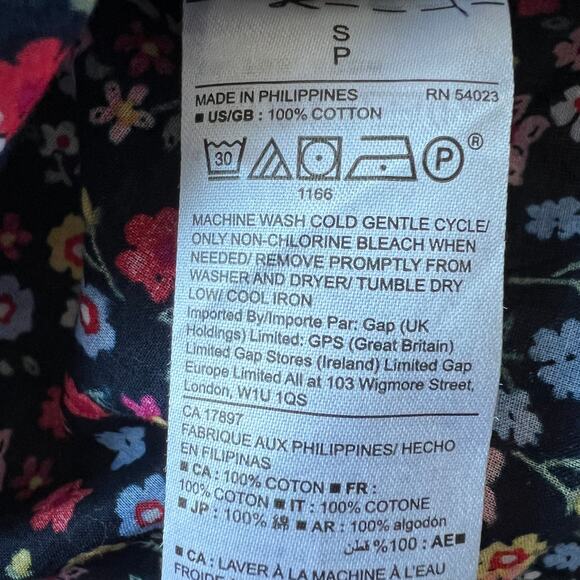 S
P
MADE IN PHILIPPINES RN 54023
■ US/GB : 100% COTTON
30 P ®
1166
MACHINE WASH COLD GENTLE CYCLE/
ONLY NON-CHLORINE BLEACH WHEN
NEEDED/ REMOVE PROMPTLY FROM
WASHER AND DRYER/ TUMBLE DRY
LOW/ COOL IRON
Imported By/Importe Par: Gap (UK
Holdings) Limited: GPS (Great Britain)
Limited Gap Stores (Ireland) Limited Gap
Europe Limited All at 103 Wigmore Street,
London, W1U 1QS
CA 17897
FABRIQUE AUX PHILIPPINES/ HECHO
EN FILIPINAS
■ CA : 100% COTTON ■ FR :
100% COTON ■ IT : 100% COTONE
■ JP : 100% 綿 ■ AR : 100% algodón
■ AE : 100% قطن
■ CA : LAVER À LA MACHINE À L'EAU
FROIDE